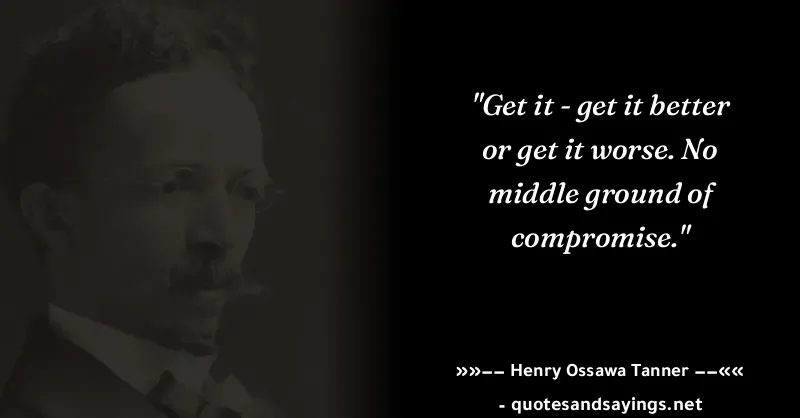 "Get it - get it better
or get it worse. No
middle ground of
compromise."
»»–– Henry Ossawa Tanner ––««
- quotesandsayings.net